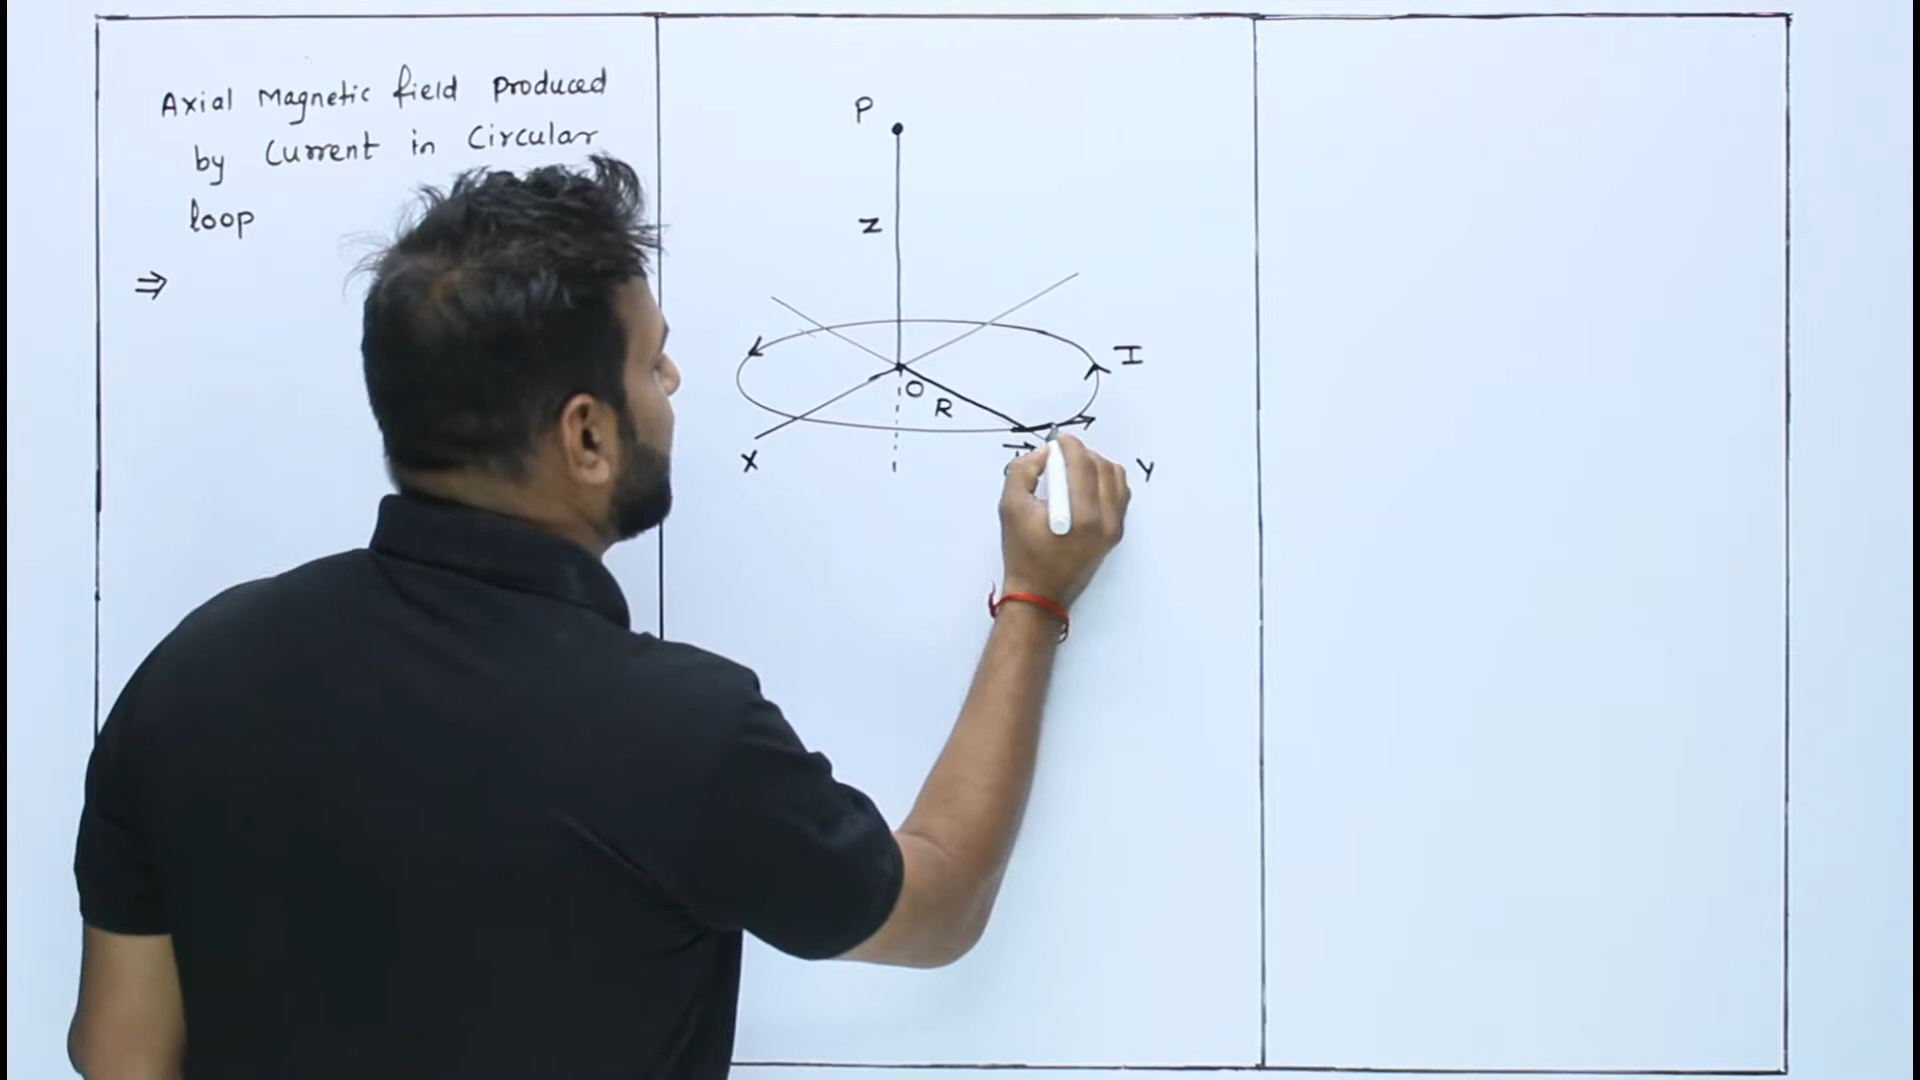 Axial Magnetic field produced
by Current in Circular
loop
⇒
P
Z
I
O
R
X
Y